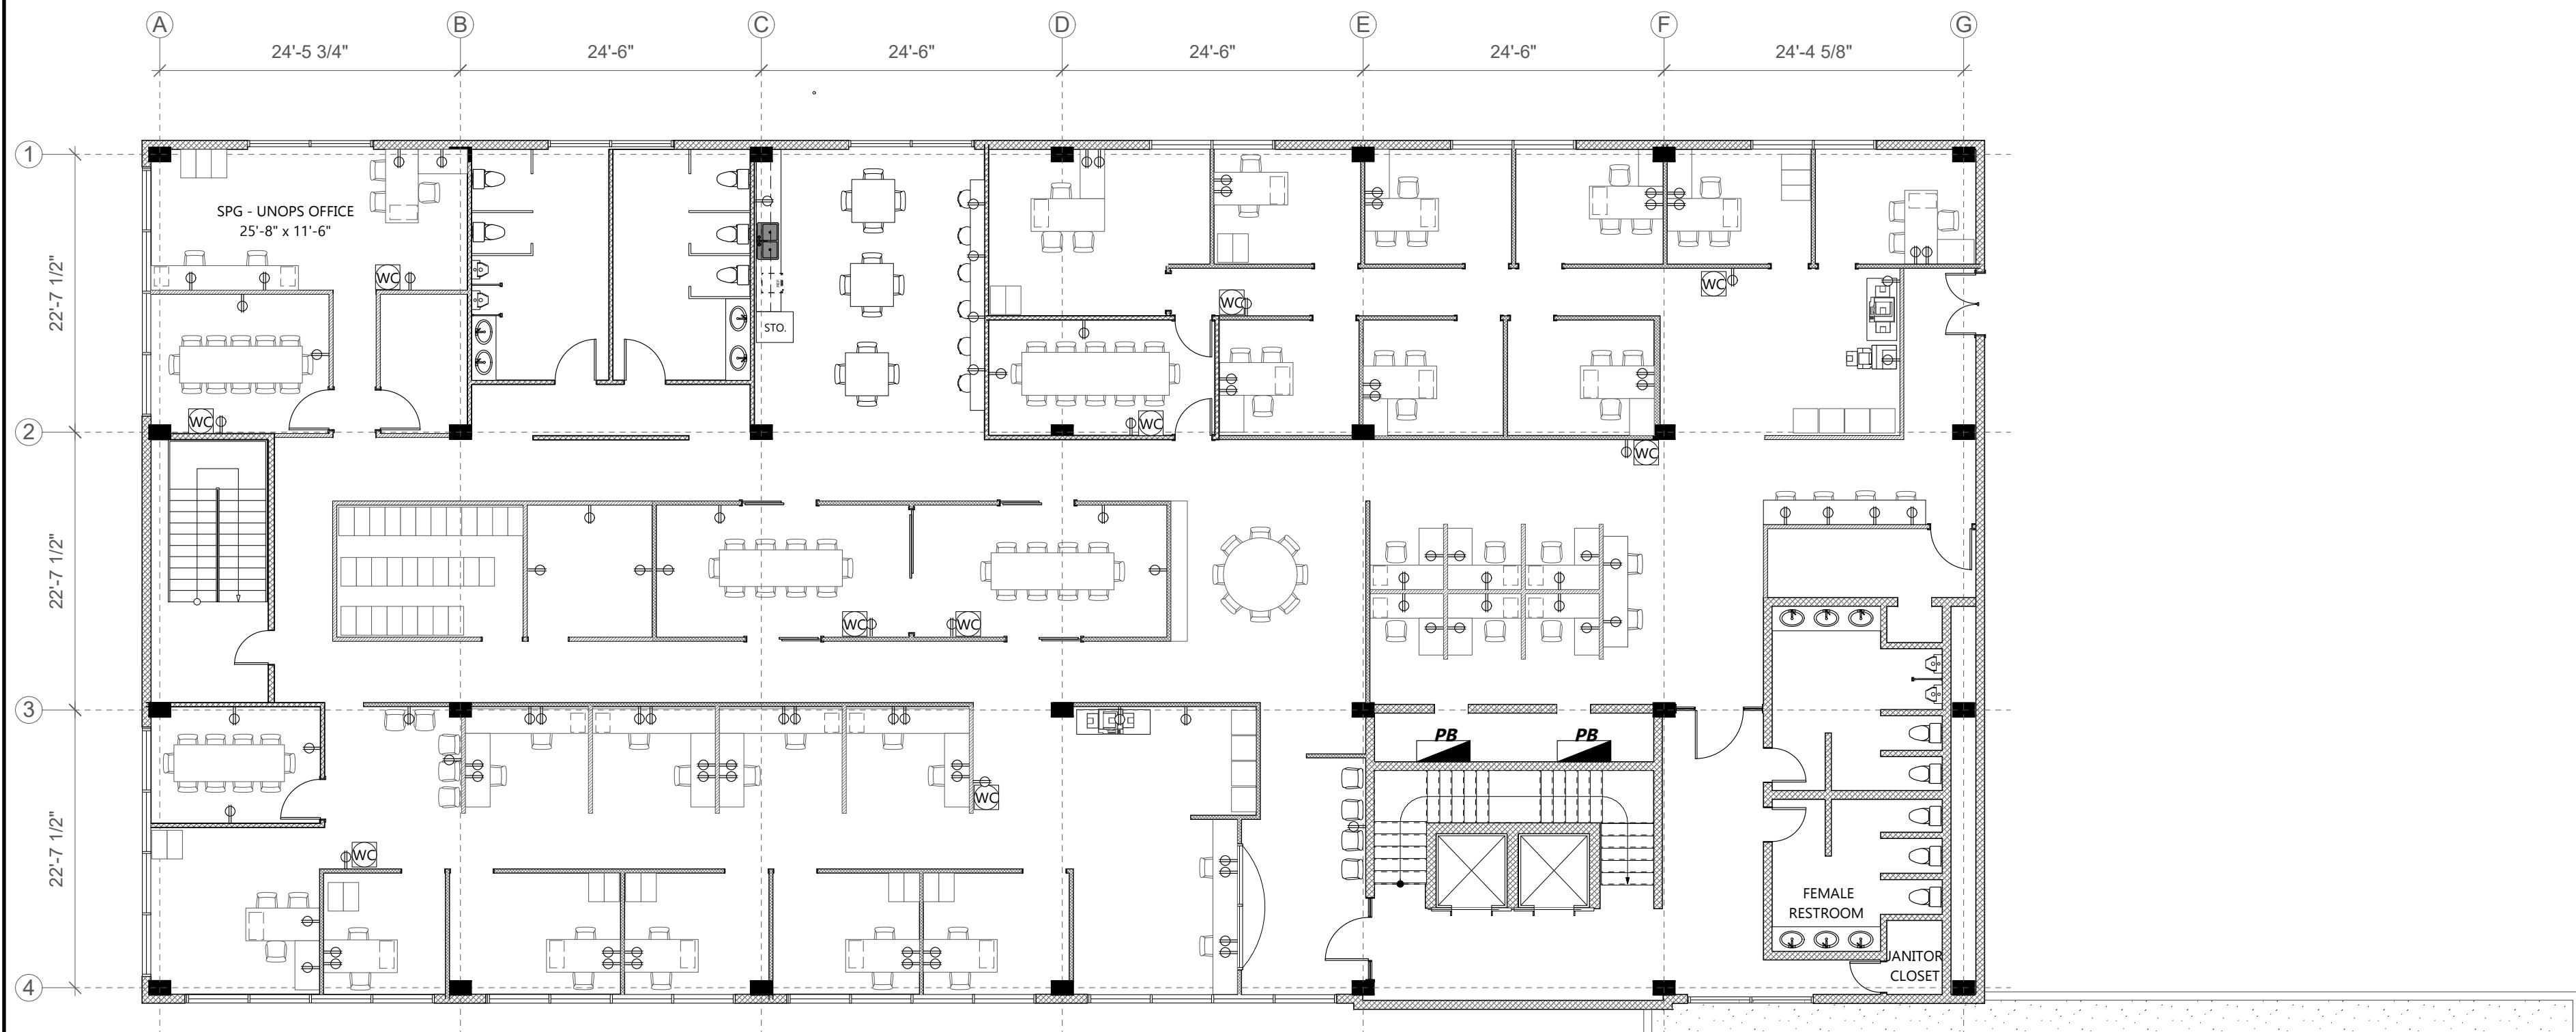 A B C D E F G
24'-5 3/4" 24'-6" 24'-6" 24'-6" 24'-6" 24'-4 5/8"
1
SPG - UNOPS OFFICE
25'-8" x 11'-6"
22'-7 1/2"
WC
WC
WC
STO.
WC
WC
2
WC
22'-7 1/2"
WC
WC
3
PB
PB
WC
WC
22'-7 1/2"
FEMALE
RESTROOM
JANITOR
CLOSET
4